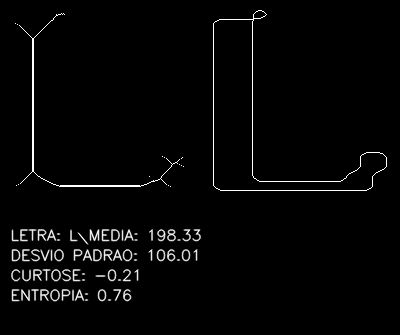 L L
LETRA: L\MEDIA: 198.33
DESVIO PADRAO: 106.01
CURTOSE: -0.21
ENTROPIA: 0.76